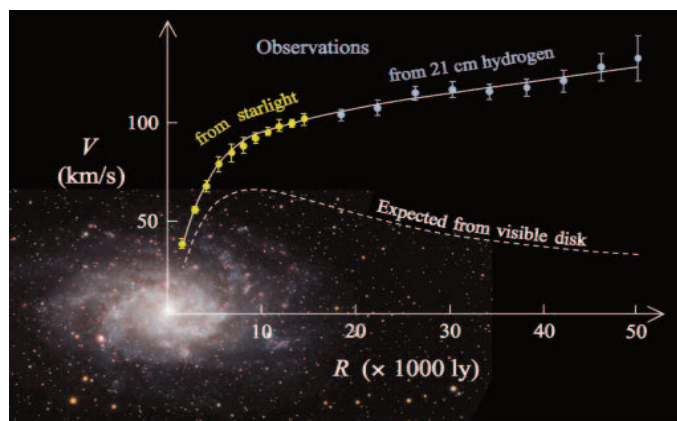 Observations
from 21 cm hydrogen
from starlight
100
V
(km/s)
50
Expected from visible disk
10
20
30
40
50
R (× 1000 ly)